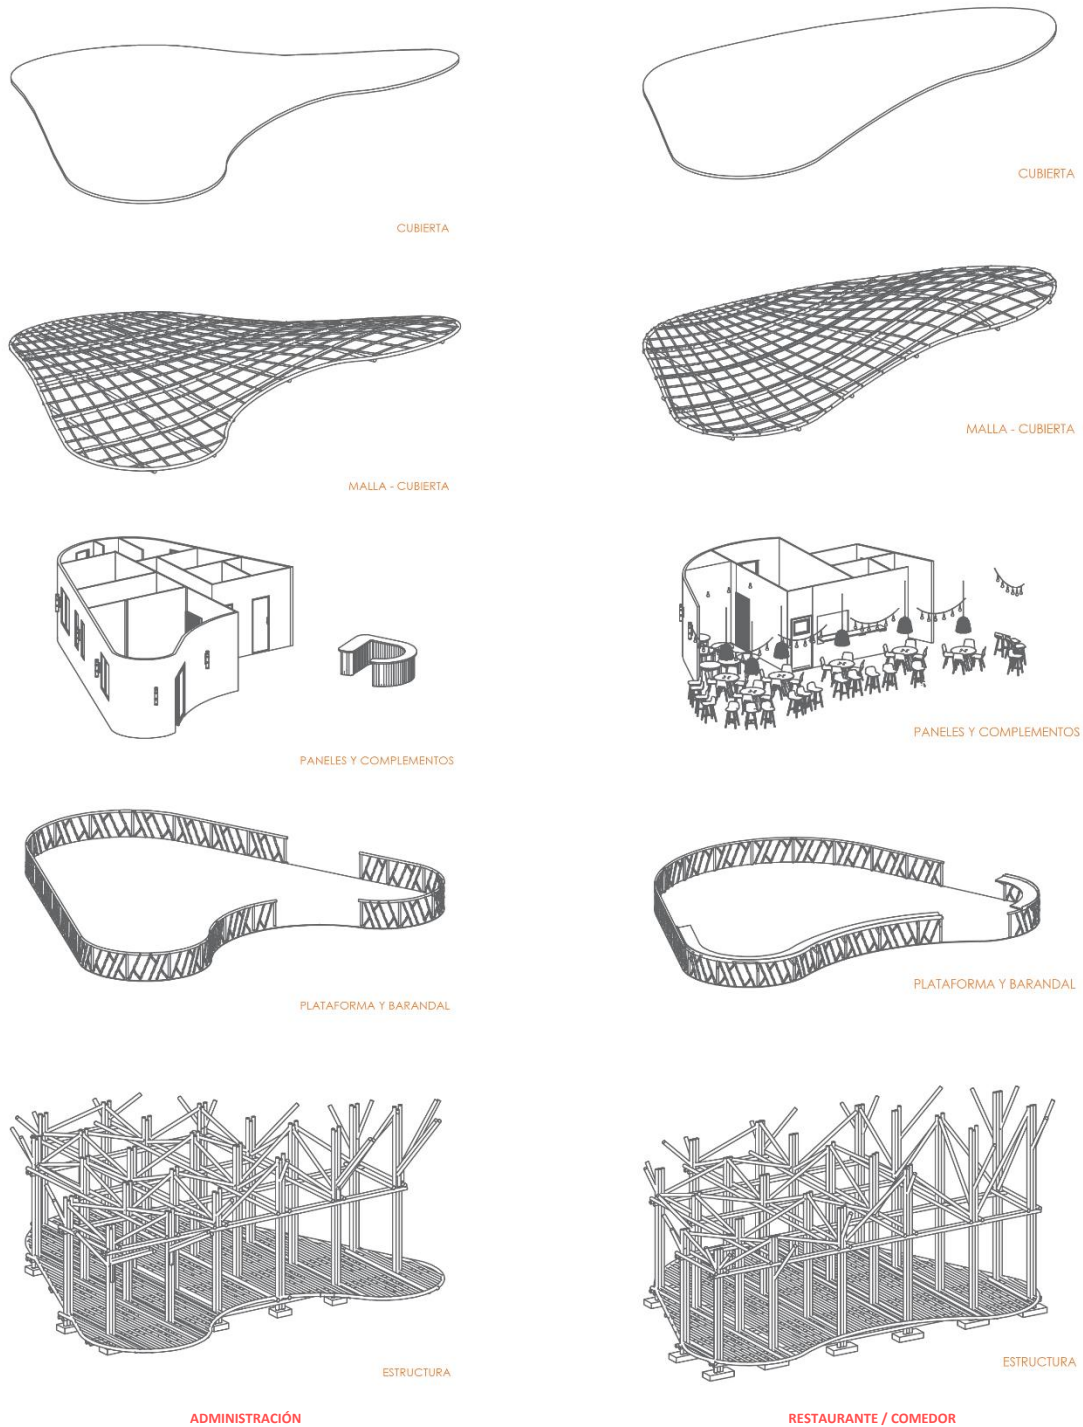 CUBIERTA
CUBIERTA
MALLA - CUBIERTA
MALLA - CUBIERTA
PANELES Y COMPLEMENTOS
PANELES Y COMPLEMENTOS
PLATAFORMA Y BARANDAL
PLATAFORMA Y BARANDAL
ESTRUCTURA
ESTRUCTURA
ADMINISTRACIÓN
RESTAURANTE / COMEDOR